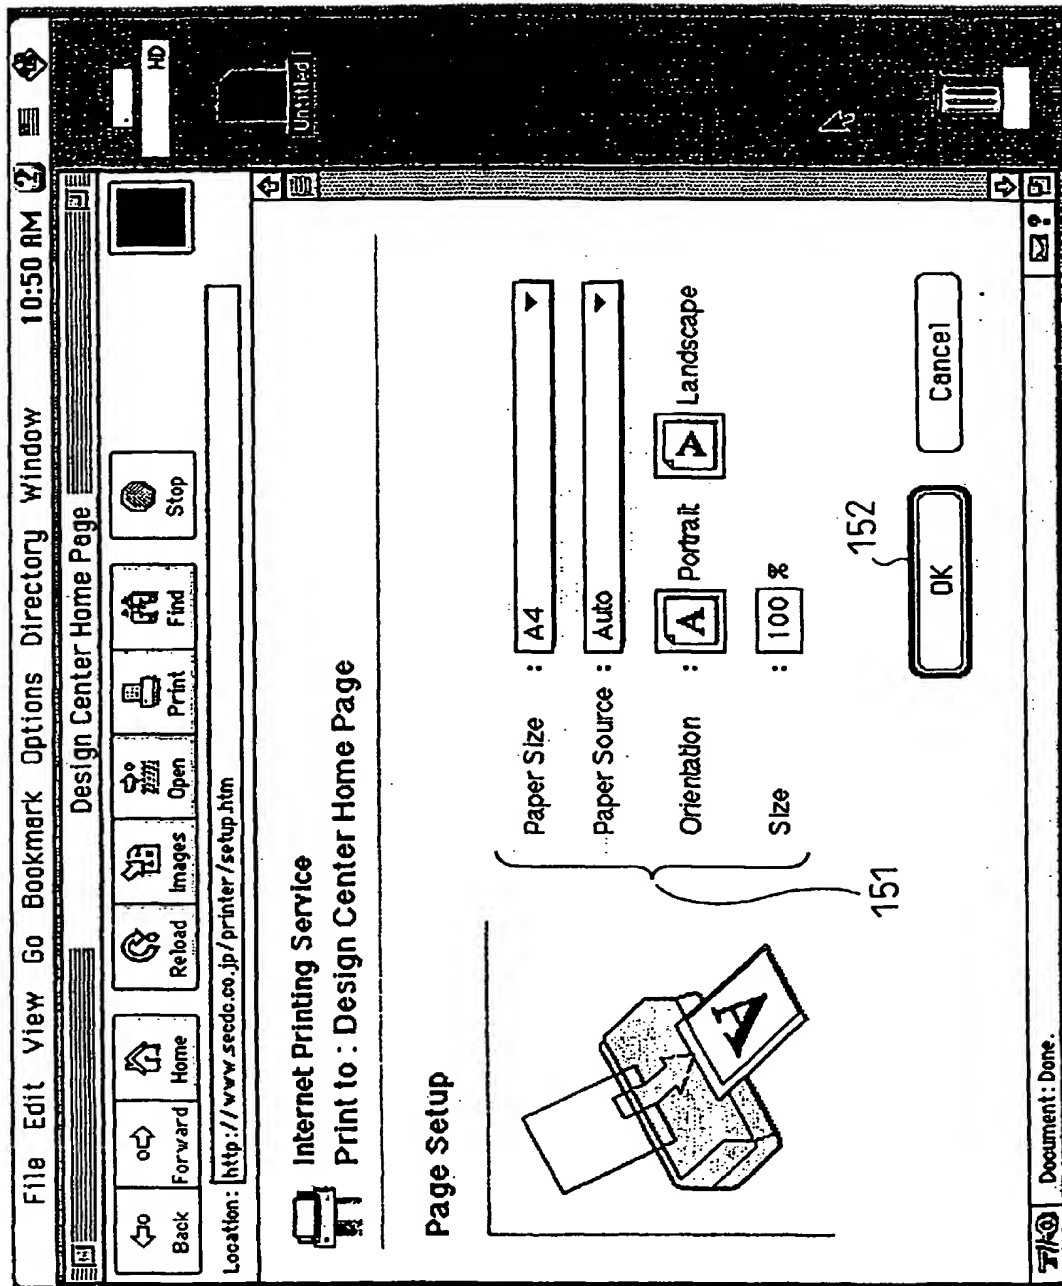 File Edit View Go Bookmark Options Directory Window 10:50 AM
Design Center Home Page
Back Forward Home Reload Images Open Print Find Stop
Location: http://www.secdc.co.jp/printer/setup.htm
HD
Untitled
Internet Printing Service
Print to : Design Center Home Page
Page Setup
A
Paper Size : A4
Paper Source : Auto
Orientation : A Portrait A Landscape
Size : 100 %
151
152
OK Cancel
Document: Done.
?